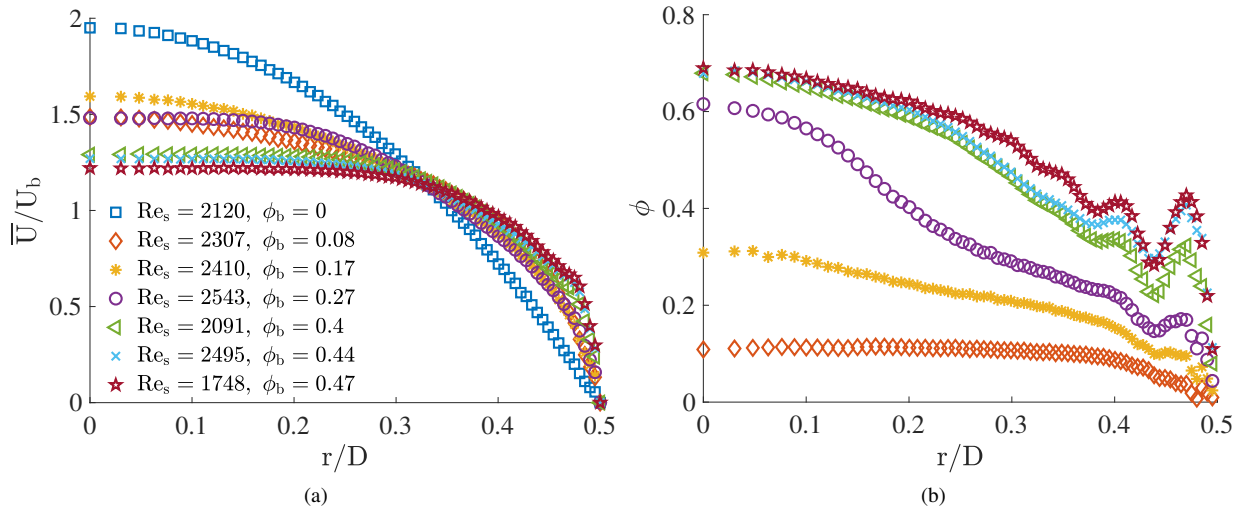 2
1.5
1
0.5
0
U̅/U_b
Re_s = 2120, ϕ_b = 0
Re_s = 2307, ϕ_b = 0.08
Re_s = 2410, ϕ_b = 0.17
Re_s = 2543, ϕ_b = 0.27
Re_s = 2091, ϕ_b = 0.4
Re_s = 2495, ϕ_b = 0.44
Re_s = 1748, ϕ_b = 0.47
0 0.1 0.2 0.3 0.4 0.5
r/D
(a)
0.8
0.6
0.4
0.2
0
ϕ
0 0.1 0.2 0.3 0.4 0.5
r/D
(b)